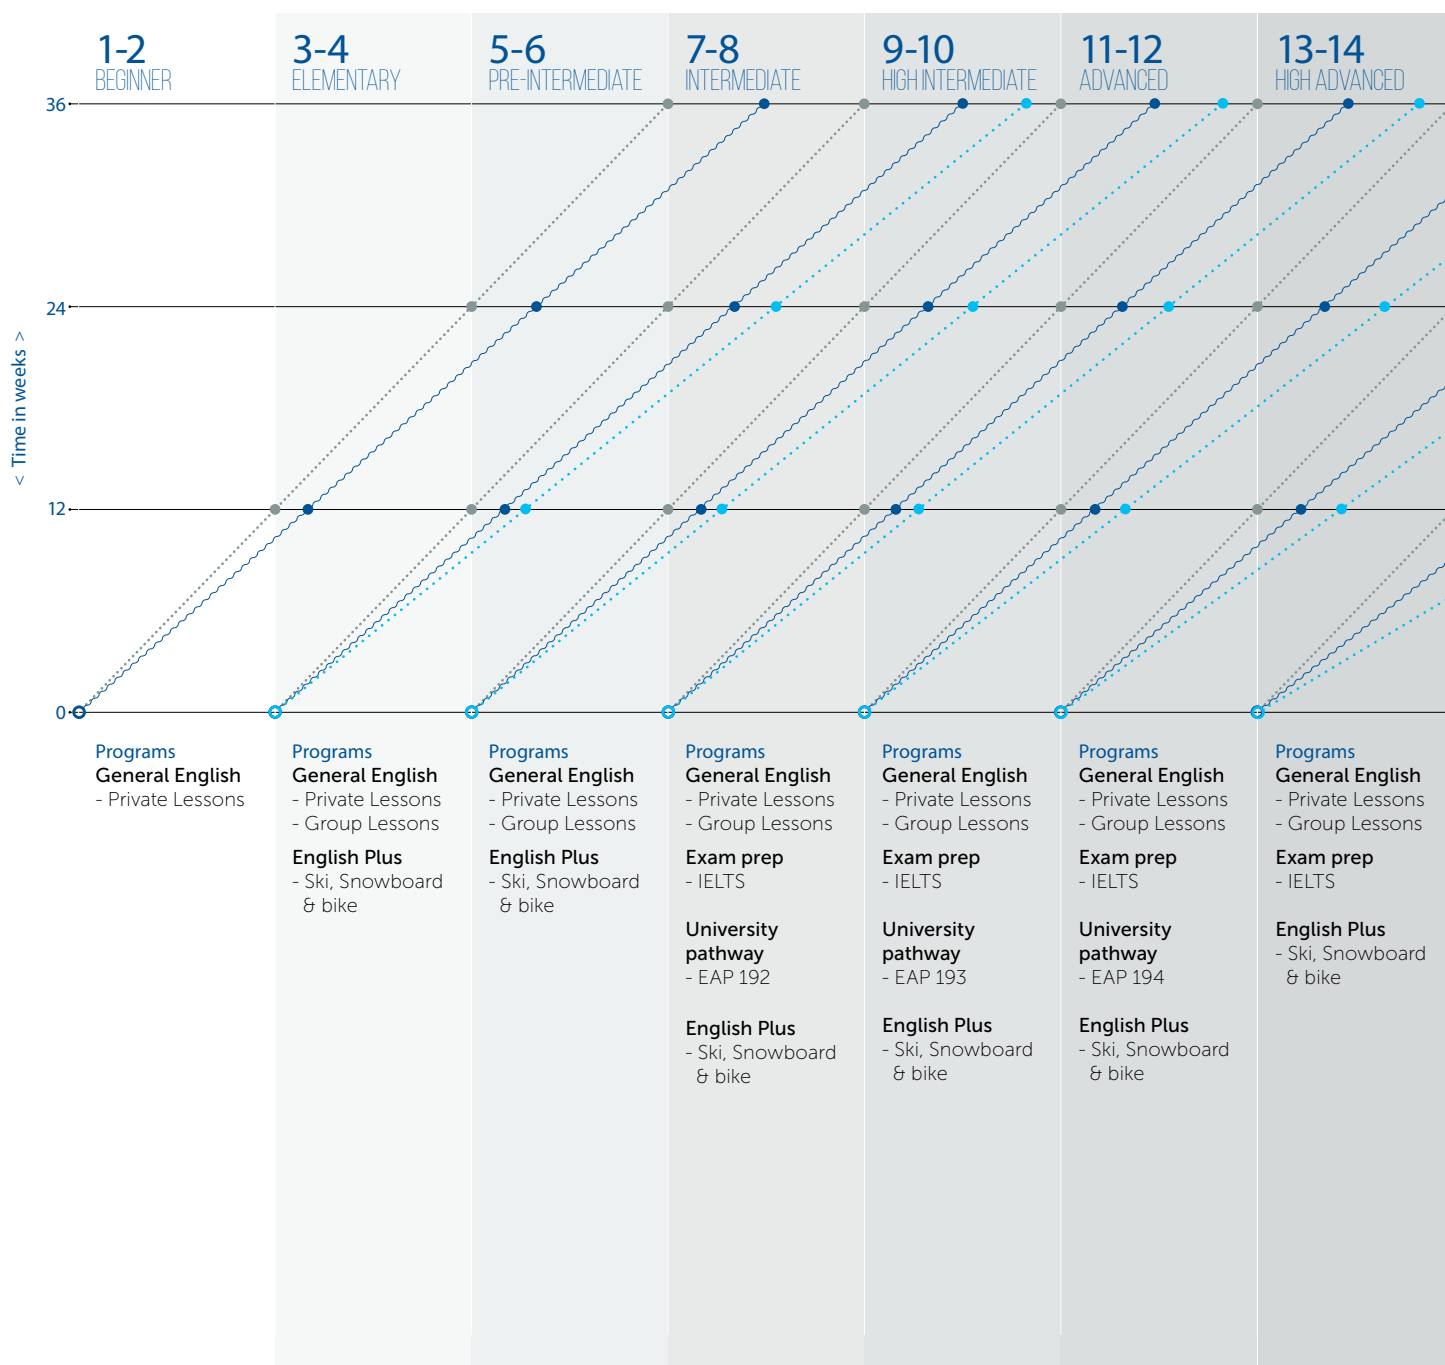 1-2
BEGINNER
3-4
ELEMENTARY
5-6
PRE-INTERMEDIATE
7-8
INTERMEDIATE
9-10
HIGH INTERMEDIATE
11-12
ADVANCED
13-14
HIGH ADVANCED
36
24
12
0
< Time in weeks >
Programs
General English
- Private Lessons
Programs
General English
- Private Lessons
- Group Lessons
English Plus
- Ski, Snowboard
& bike
Programs
General English
- Private Lessons
- Group Lessons
English Plus
- Ski, Snowboard
& bike
Programs
General English
- Private Lessons
- Group Lessons
Exam prep
- IELTS
University
pathway
- EAP 192
English Plus
- Ski, Snowboard
& bike
Programs
General English
- Private Lessons
- Group Lessons
Exam prep
- IELTS
University
pathway
- EAP 193
English Plus
- Ski, Snowboard
& bike
Programs
General English
- Private Lessons
- Group Lessons
Exam prep
- IELTS
University
pathway
- EAP 194
English Plus
- Ski, Snowboard
& bike
Programs
General English
- Private Lessons
- Group Lessons
Exam prep
- IELTS
English Plus
- Ski, Snowboard
& bike